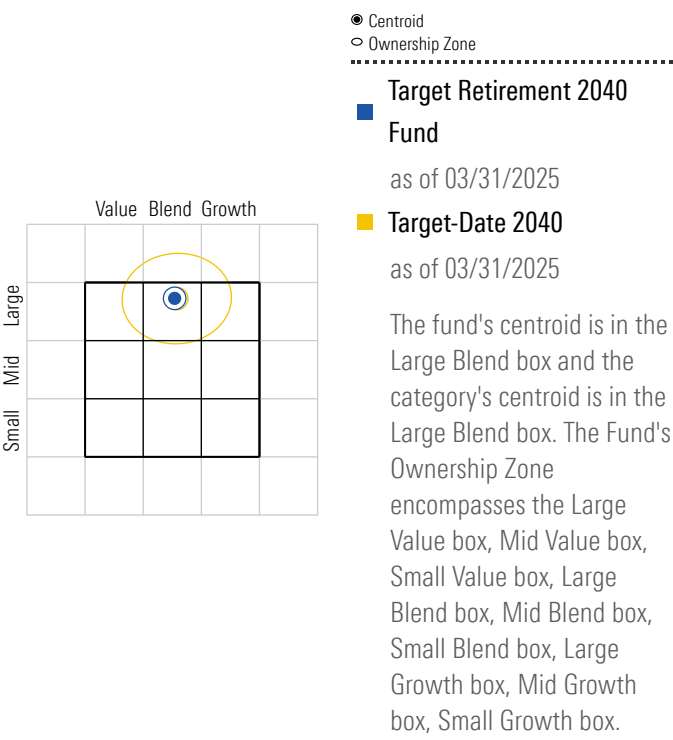 Centroid
Ownership Zone
Target Retirement 2040
Fund
as of 03/31/2025
Target-Date 2040
as of 03/31/2025
The fund's centroid is in the
Large Blend box and the
category's centroid is in the
Large Blend box. The Fund's
Ownership Zone
encompasses the Large
Value box, Mid Value box,
Small Value box, Large
Blend box, Mid Blend box,
Small Blend box, Large
Growth box, Mid Growth
box, Small Growth box.
Value Blend Growth
Large
Mid
Small